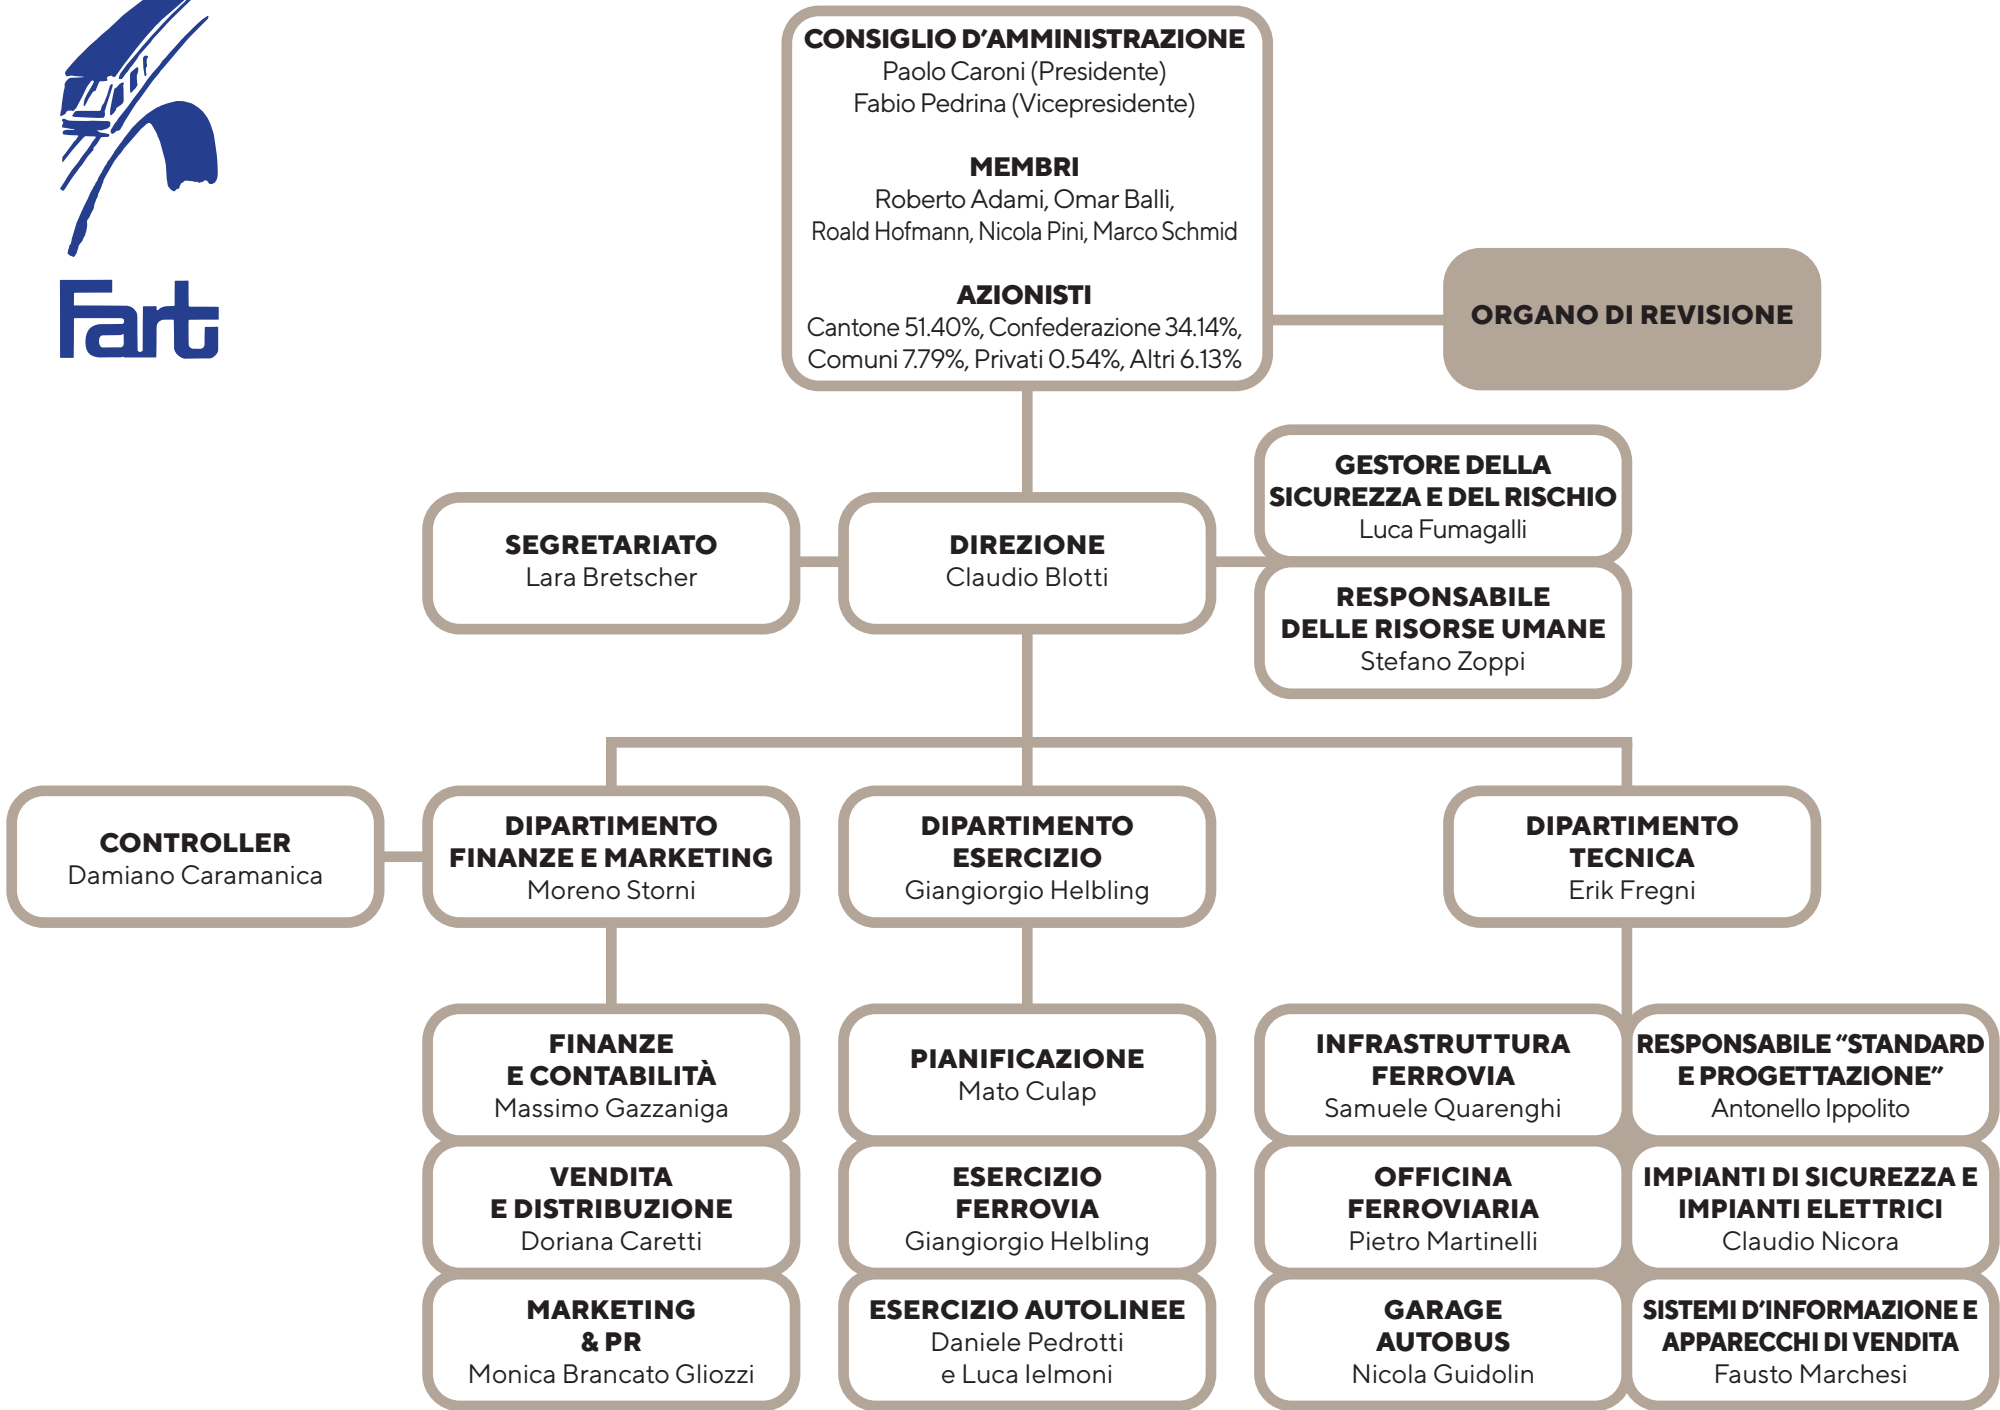 Fart
CONSIGLIO D’AMMINISTRAZIONE
Paolo Caroni (Presidente)
Fabio Pedrina (Vicepresidente)
MEMBRI
Roberto Adami, Omar Balli,
Roald Hofmann, Nicola Pini, Marco Schmid
AZIONISTI
Cantone 51.40%, Confederazione 34.14%,
Comuni 7.79%, Privati 0.54%, Altri 6.13%
ORGANO DI REVISIONE
SEGRETARIATO
Lara Bretscher
DIREZIONE
Claudio Blotti
GESTORE DELLA
SICUREZZA E DEL RISCHIO
Luca Fumagalli
RESPONSABILE
DELLE RISORSE UMANE
Stefano Zoppi
CONTROLLER
Damiano Caramanica
DIPARTIMENTO
FINANZE E MARKETING
Moreno Storni
DIPARTIMENTO
ESERCIZIO
Giangiorgio Helbling
DIPARTIMENTO
TECNICA
Erik Fregni
FINANZE
E CONTABILITÀ
Massimo Gazzaniga
VENDITA
E DISTRIBUZIONE
Doriana Caretti
MARKETING
& PR
Monica Brancato Gliozzi
PIANIFICAZIONE
Mato Culap
ESERCIZIO
FERROVIA
Giangiorgio Helbling
ESERCIZIO AUTOLINEE
Daniele Pedrotti
e Luca Ielmoni
INFRASTRUTTURA
FERROVIA
Samuele Quarenghi
OFFICINA
FERROVIARIA
Pietro Martinelli
GARAGE
AUTOBUS
Nicola Guidolin
RESPONSABILE “STANDARD
E PROGETTAZIONE”
Antonello Ippolito
IMPIANTI DI SICUREZZA E
IMPIANTI ELETTRICI
Claudio Nicora
SISTEMI D’INFORMAZIONE E
APPARECCHI DI VENDITA
Fausto Marchesi